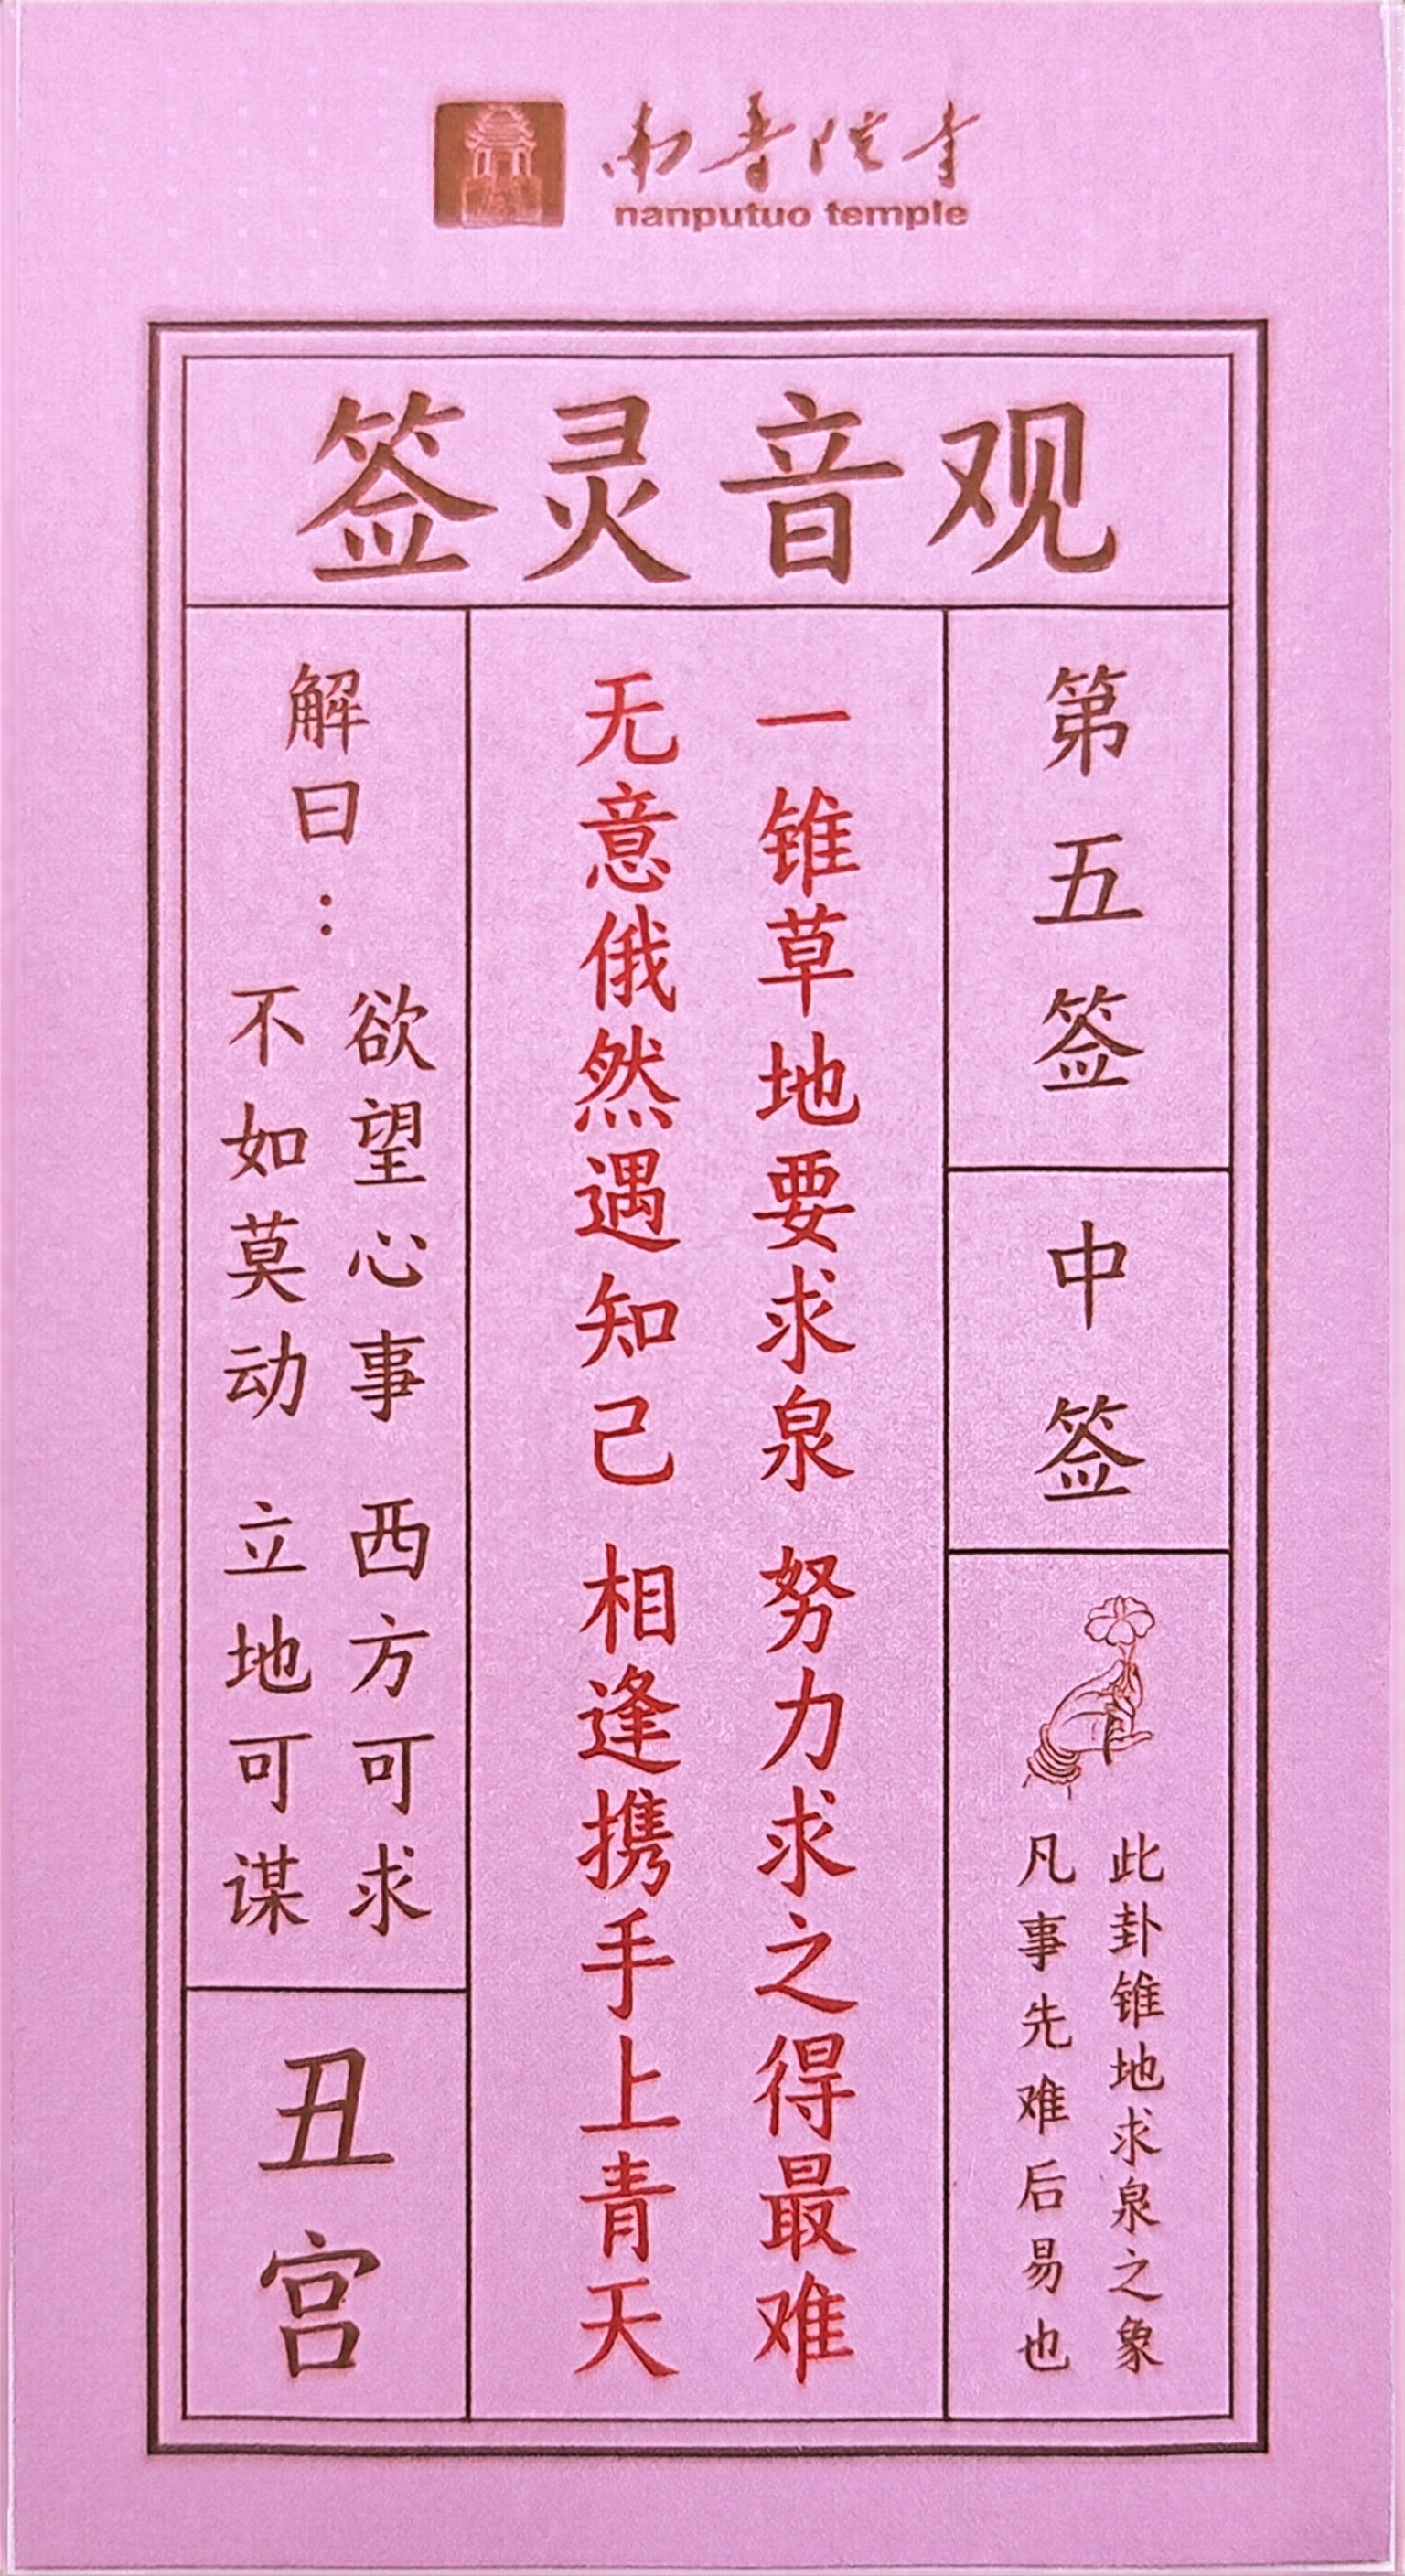 南普陀寺
nanputuo temple
观音灵签
第五签
中签
此卦锥地求泉之象
凡事先难后易也
一锥草地要求泉 努力求之得最难
无意俄然遇知己 相逢携手上青天
解曰：
欲望心事 西方可求
不如莫动 立地可谋
丑宫